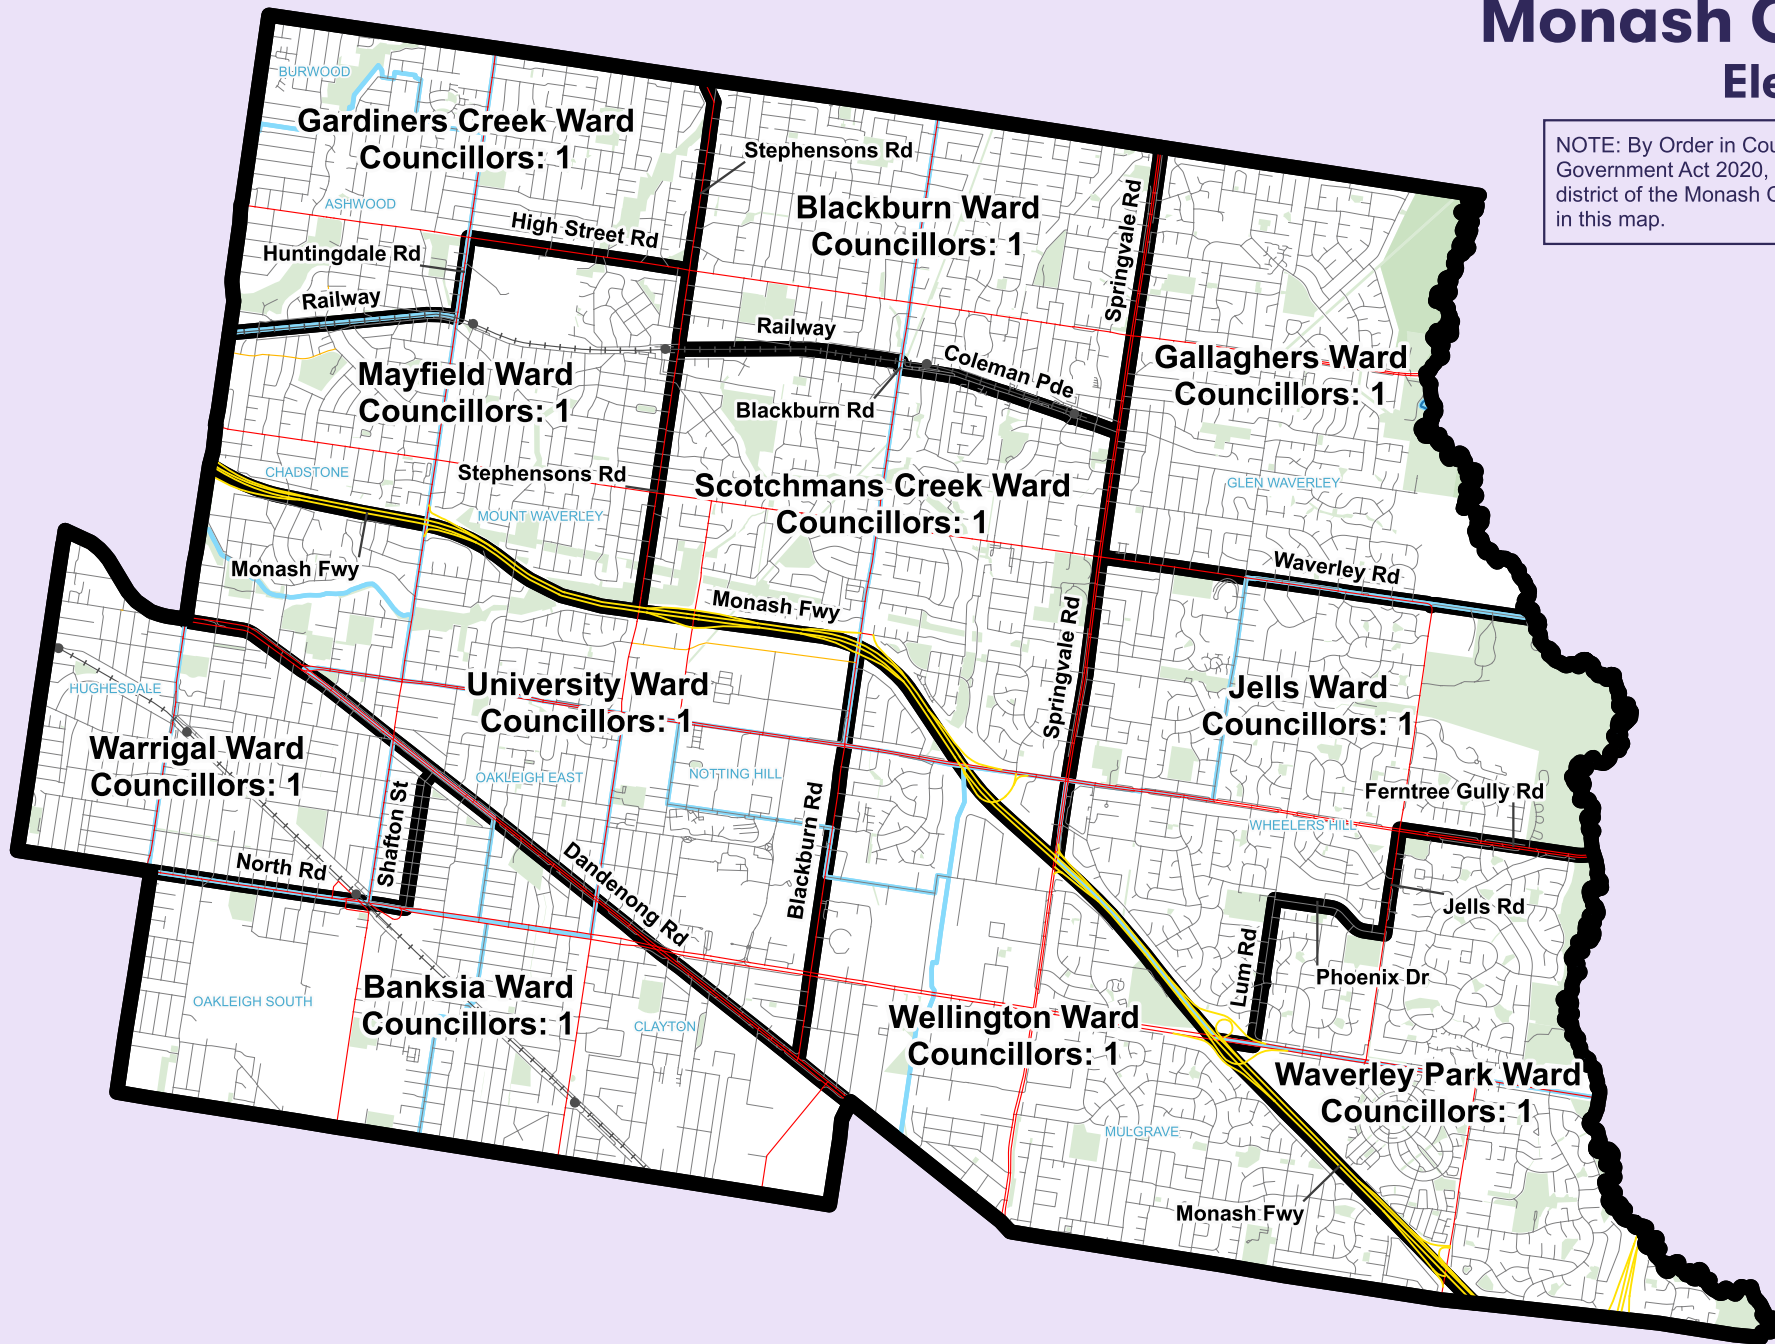 Monash C
Ele
NOTE: By Order in Cou
Government Act 2020,
district of the Monash C
in this map.
BURWOOD
Gardiners Creek Ward
Councillors: 1
Stephensons Rd
ASHWOOD
High Street Rd
Huntingdale Rd
Railway
Blackburn Ward
Councillors: 1
Springvale Rd
Railway
Coleman Pde
Blackburn Rd
Gallaghers Ward
Councillors: 1
Mayfield Ward
Councillors: 1
CHADSTONE
Stephensons Rd
MOUNT WAVERLEY
Scotchmans Creek Ward
Councillors: 1
GLEN WAVERLEY
Monash Fwy
Monash Fwy
Waverley Rd
Springvale Rd
HUGHESDALE
University Ward
Councillors: 1
Jells Ward
Councillors: 1
Warrigal Ward
Councillors: 1
OAKLEIGH EAST
NOTTING HILL
Ferntree Gully Rd
WHEELERS HILL
Shafton St
North Rd
Dandenong Rd
Blackburn Rd
Jells Rd
Lum Rd
Phoenix Dr
OAKLEIGH SOUTH
Banksia Ward
Councillors: 1
CLAYTON
Wellington Ward
Councillors: 1
Waverley Park Ward
Councillors: 1
MULGRAVE
Monash Fwy